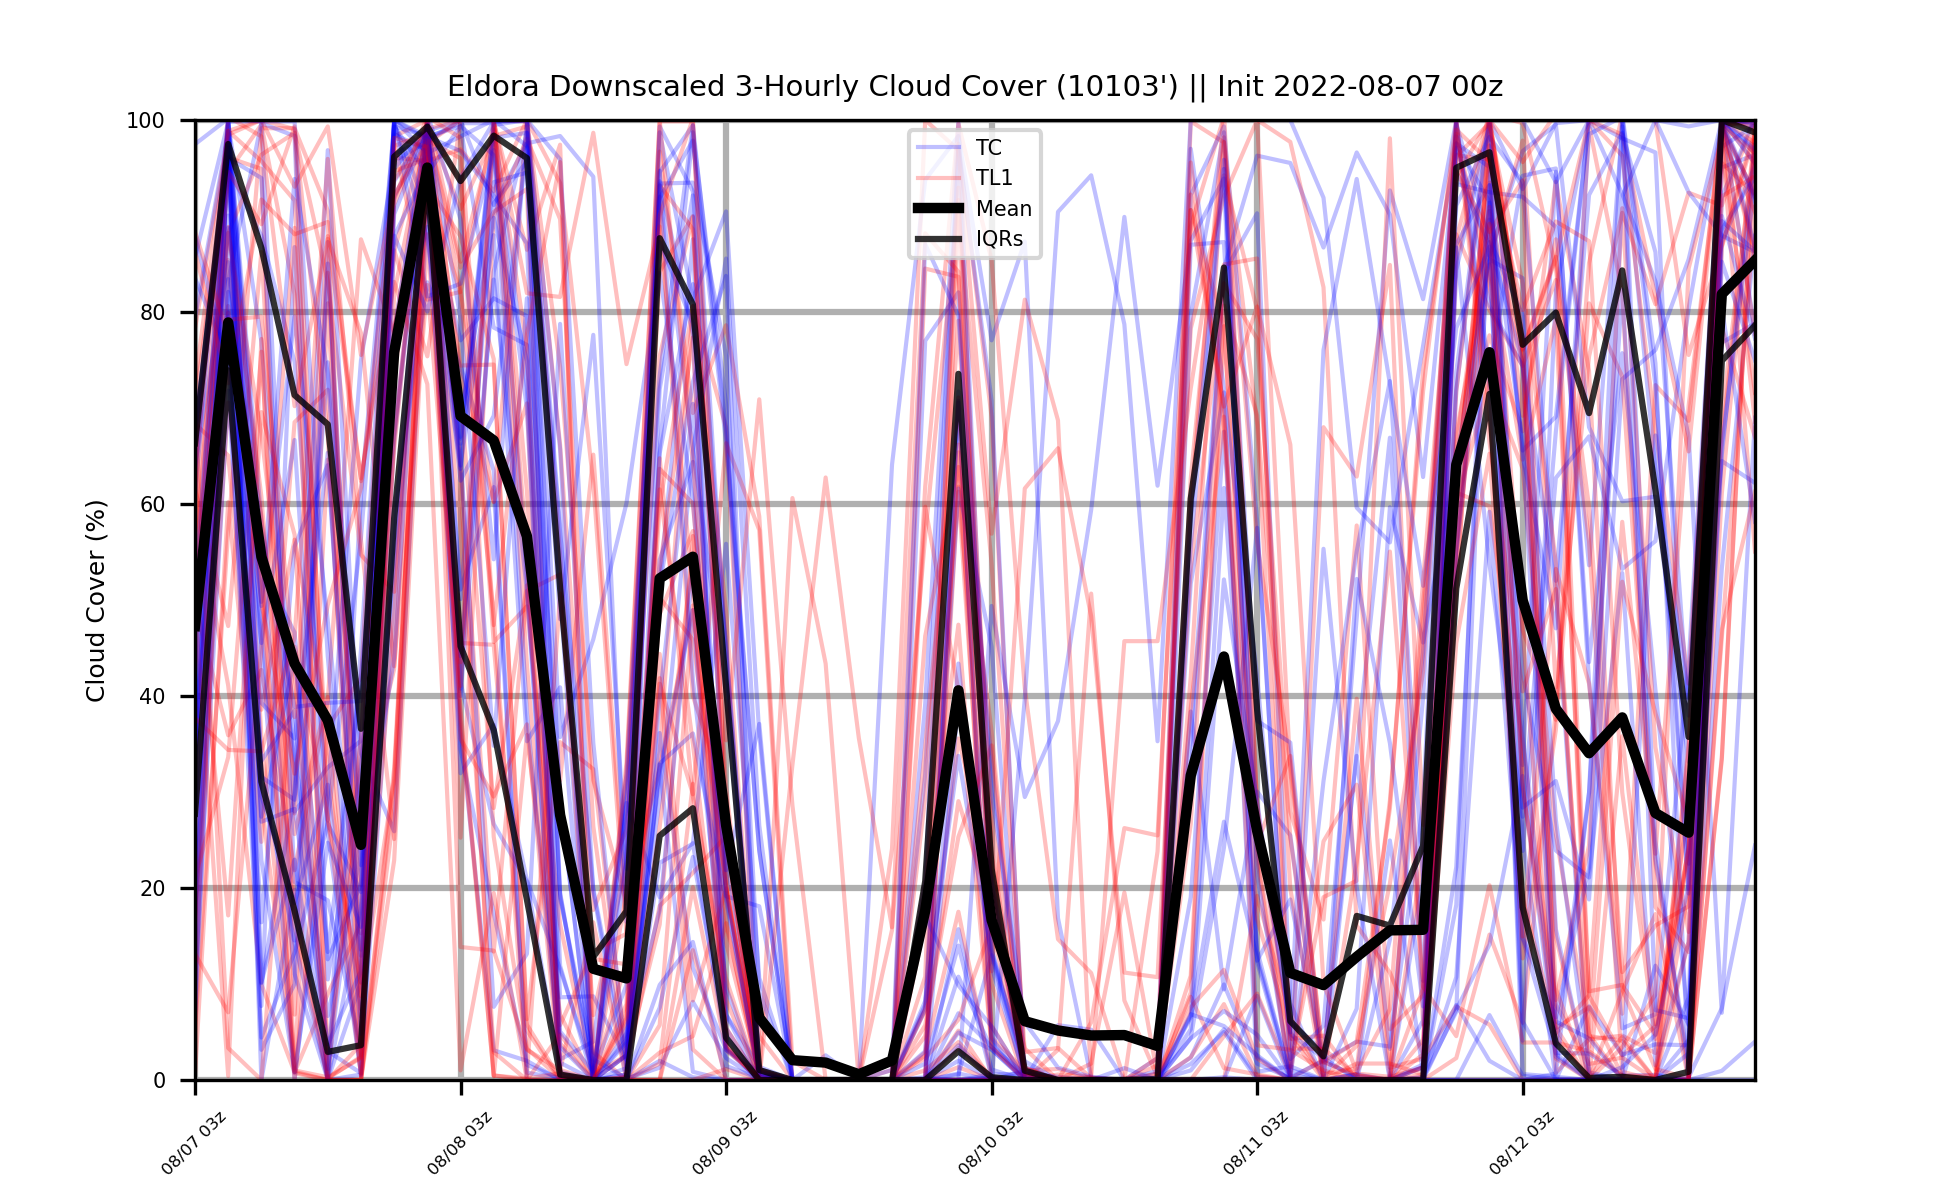 Eldora Downscaled 3-Hourly Cloud Cover (10103') || Init 2022-08-07 00z
100
80
60
40
20
0
Cloud Cover (%)
TC
TL1
Mean
IQRs
08/07 03z
08/08 03z
08/09 03z
08/10 03z
08/11 03z
08/12 03z